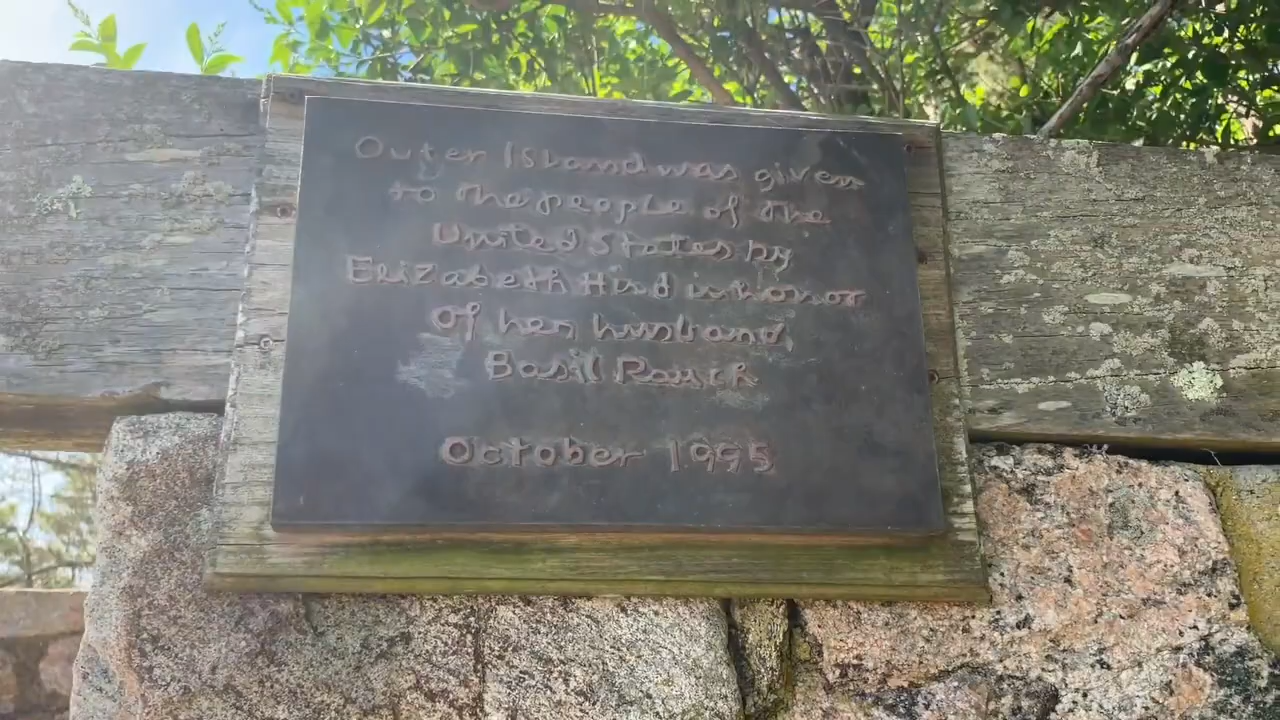 Outer Island was given
to the people of the
United States by
Elizabeth Hird in honor
of her husband,
Basil Rauch
October 1995